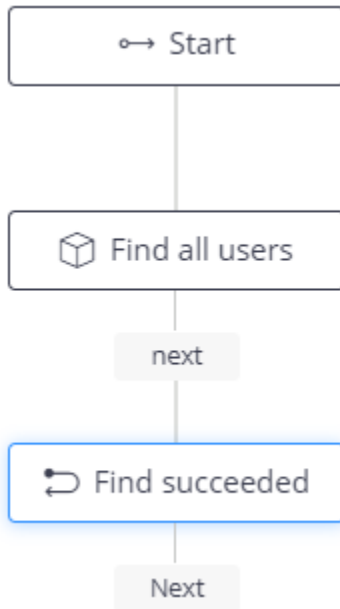 Start
Find all users
next
Find succeeded
Next